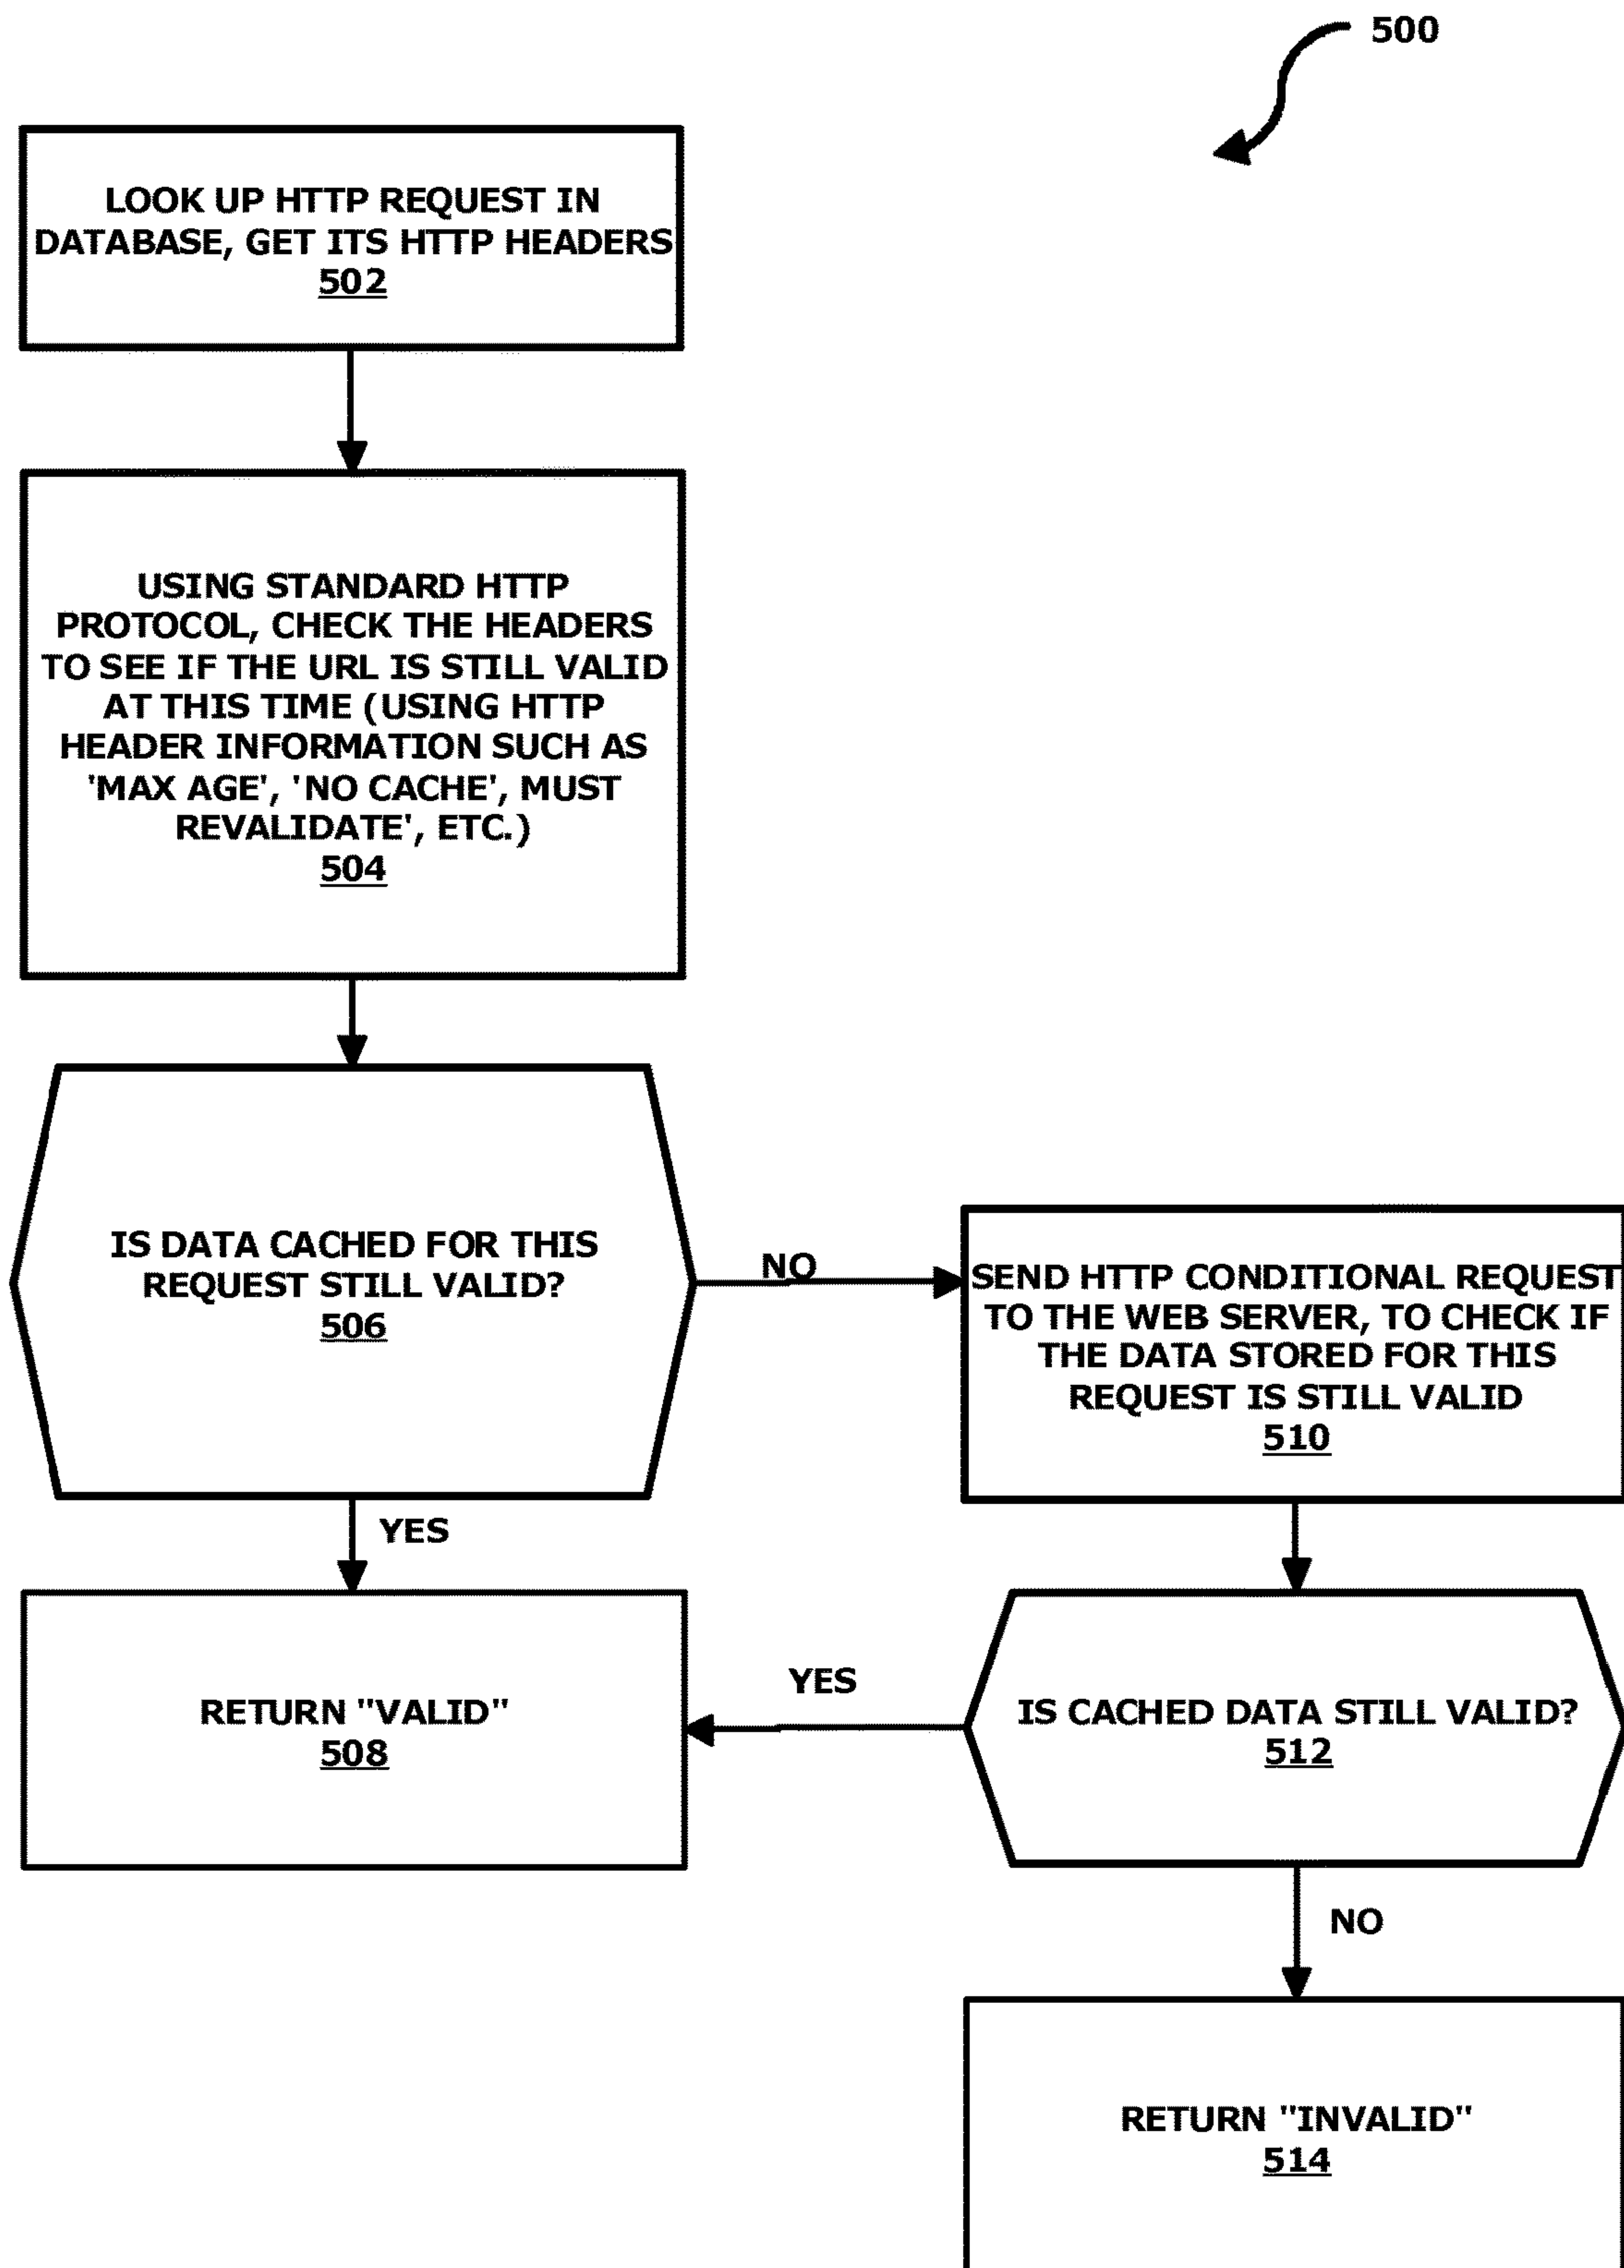 500
LOOK UP HTTP REQUEST IN
DATABASE, GET ITS HTTP HEADERS
502
USING STANDARD HTTP
PROTOCOL, CHECK THE HEADERS
TO SEE IF THE URL IS STILL VALID
AT THIS TIME (USING HTTP
HEADER INFORMATION SUCH AS
'MAX AGE', 'NO CACHE', MUST
REVALIDATE', ETC.)
504
IS DATA CACHED FOR THIS
REQUEST STILL VALID?
506
NO
SEND HTTP CONDITIONAL REQUEST
TO THE WEB SERVER, TO CHECK IF
THE DATA STORED FOR THIS
REQUEST IS STILL VALID
510
YES
RETURN "VALID"
508
YES
IS CACHED DATA STILL VALID?
512
NO
RETURN "INVALID"
514